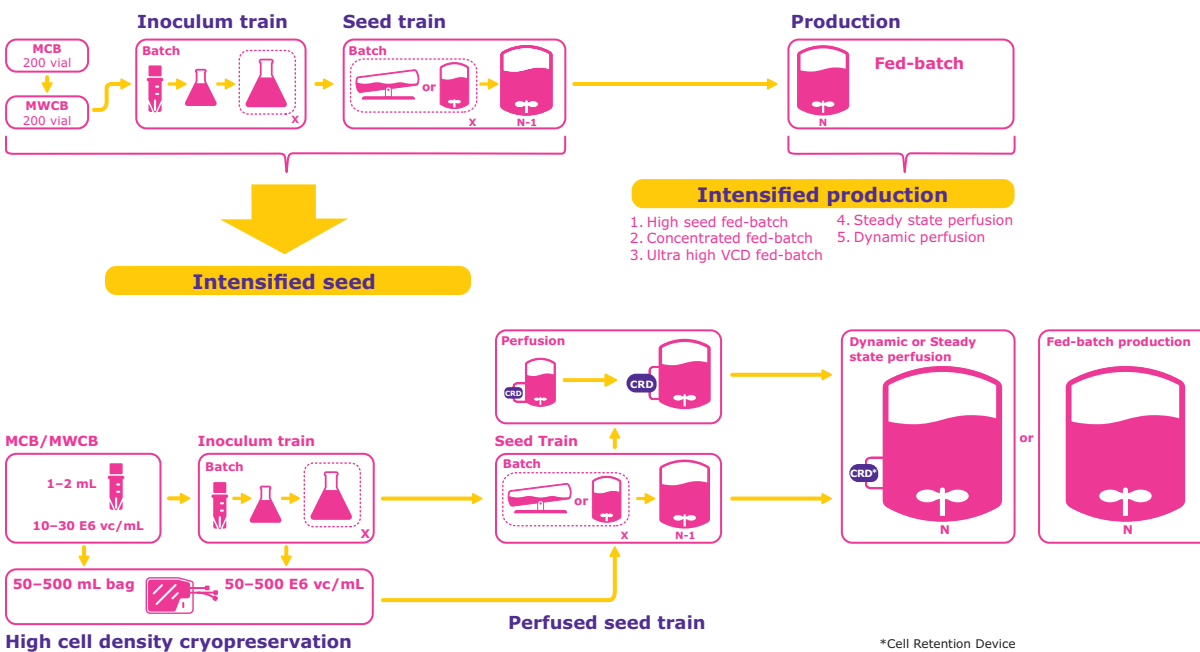 Inoculum train
Seed train
Production
MCB
200 vial
MWCB
200 vial
Batch
X
Batch
or
X
N-1
Fed-batch
N
Intensified production
1. High seed fed-batch
2. Concentrated fed-batch
3. Ultra high VCD fed-batch
4. Steady state perfusion
5. Dynamic perfusion
Intensified seed
Perfusion
CRD
CRD
Dynamic or Steady
state perfusion
CRD*
N
or
Fed-batch production
N
MCB/MWCB
1–2 mL
10–30 E6 vc/mL
Inoculum train
Batch
X
Seed Train
Batch
or
X
N-1
50–500 mL bag
50–500 E6 vc/mL
Perfused seed train
High cell density cryopreservation
*Cell Retention Device